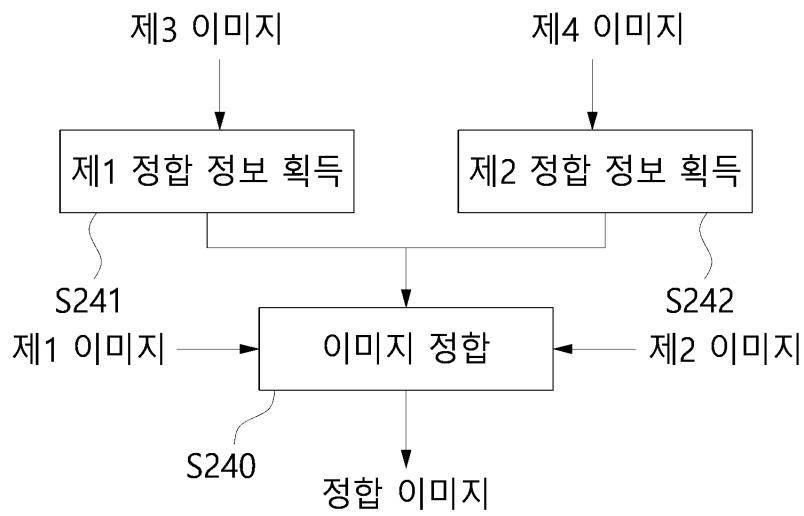 제3 이미지
제4 이미지
제1 정합 정보 획득
제2 정합 정보 획득
S241
S242
제1 이미지
이미지 정합
제2 이미지
S240
정합 이미지